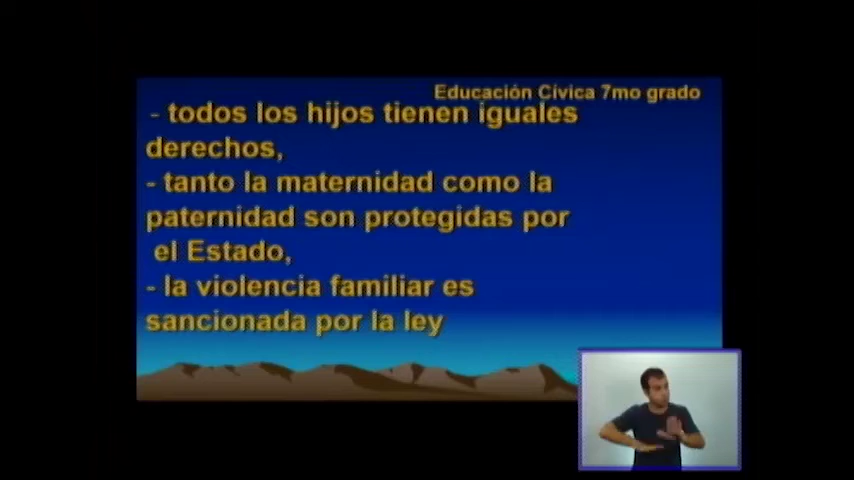 Educación Cívica 7mo grado
- todos los hijos tienen iguales
derechos,
- tanto la maternidad como la
paternidad son protegidas por
el Estado,
- la violencia familiar es
sancionada por la ley